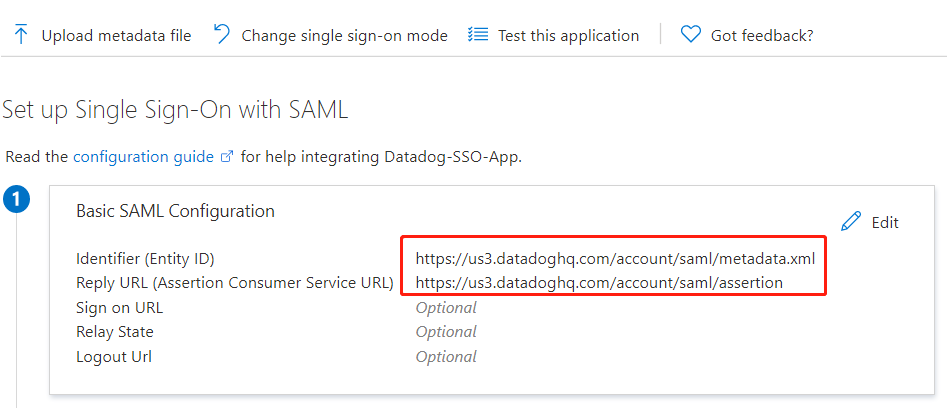 Upload metadata file Change single sign-on mode Test this application Got feedback?
Set up Single Sign-On with SAML
Read the configuration guide for help integrating Datadog-SSO-App.
1
Basic SAML Configuration
Edit
Identifier (Entity ID) https://us3.datadoghq.com/account/saml/metadata.xml
Reply URL (Assertion Consumer Service URL) https://us3.datadoghq.com/account/saml/assertion
Sign on URL Optional
Relay State Optional
Logout Url Optional